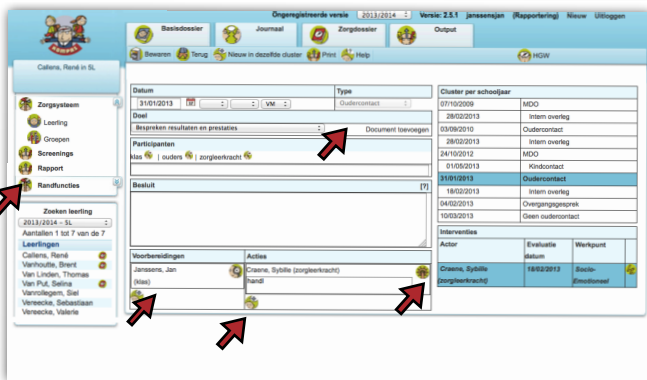 Ongeregistreerde versie 2013/2014 Versie: 2.5.1 janssensjan (Rapportering) Nieuw Uitloggen
Basisdossier Journaal Zorgdossier Output
Bewaren Terug Nieuw in dezelfde cluster Print Help HGW
KOMPAS
Callens, René in 5L
Zorgsysteem
Leerling
Groepen
Screenings
Rapport
Randfuncties
Zoeken leerling
2013/2014 - 5L
Aantallen 1 tot 7 van de 7
Leerlingen
Callens, René
Vanhoutte, Brent
Van Linden, Thomas
Van Put, Selina
Vanrollegem, Siel
Vereecke, Sebastiaan
Vereecke, Valerie
Datum Type
31/01/2013 : : VM Oudercontact
Doel
Bespreken resultaten en prestaties Document toevoegen
Participanten
klas | ouders | zorgleerkracht
Besluit [?]
Voorbereidingen Acties
Janssens, Jan
(klas)
Craene, Sybille (zorgleerkracht)
handl
Cluster per schooljaar
07/10/2009 MDO
28/02/2013 Intern overleg
03/09/2010 Oudercontact
28/02/2013 Intern overleg
24/10/2012 MDO
01/05/2013 Kindcontact
31/01/2013 Oudercontact
18/02/2013 Intern overleg
04/02/2013 Overgangsgesprek
10/03/2013 Geen oudercontact
Interventies
Actor Evaluatie datum Werkpunt
Craene, Sybille (zorgleerkracht) 18/02/2013 Socio-Emotioneel